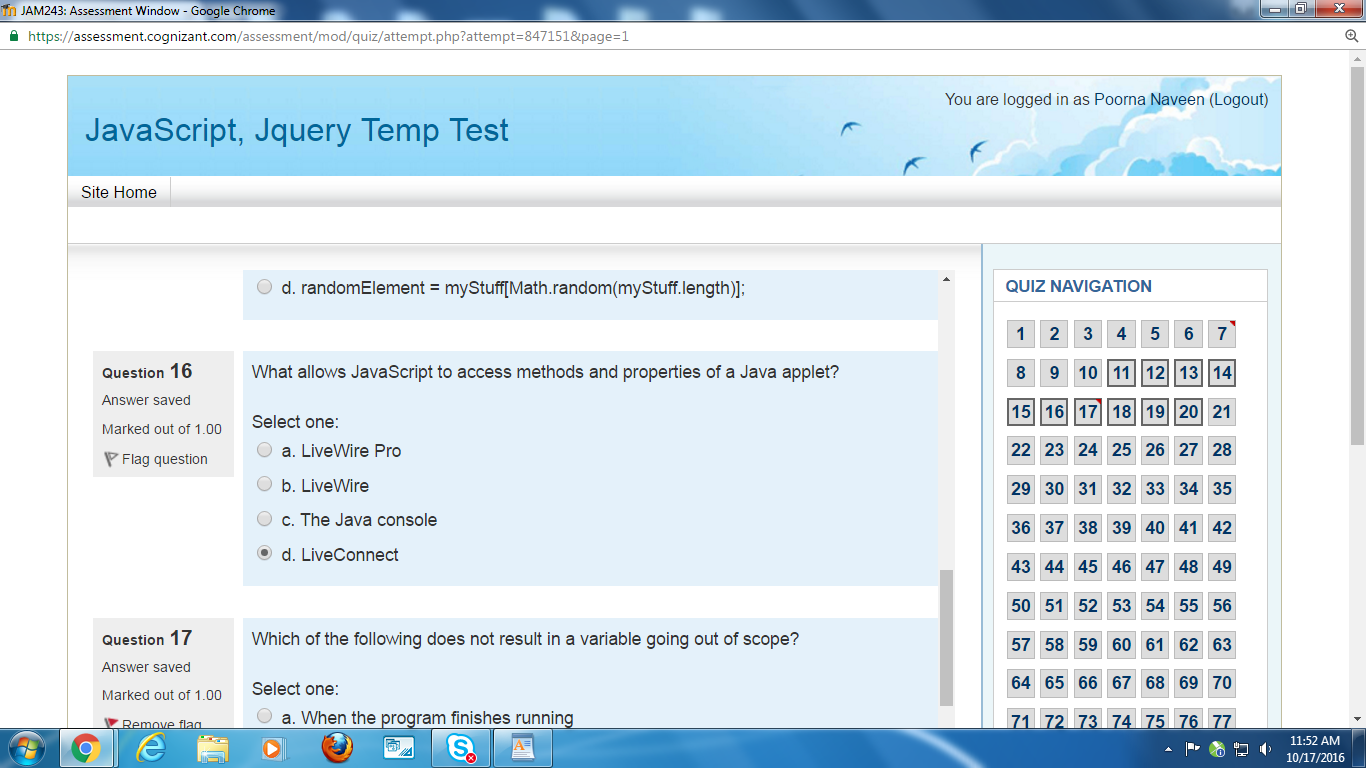 JAM243: Assessment Window - Google Chrome
https://assessment.cognizant.com/assessment/mod/quiz/attempt.php?attempt=847151&page=1
You are logged in as Poorna Naveen (Logout)
JavaScript, Jquery Temp Test
Site Home
d. randomElement = myStuff[Math.random(myStuff.length)];
Question 16
Answer saved
Marked out of 1.00
Flag question
What allows JavaScript to access methods and properties of a Java applet?
Select one:
a. LiveWire Pro
b. LiveWire
c. The Java console
d. LiveConnect
Question 17
Answer saved
Marked out of 1.00
Remove flag
Which of the following does not result in a variable going out of scope?
Select one:
a. When the program finishes running
QUIZ NAVIGATION
1 2 3 4 5 6 7
8 9 10 11 12 13 14
15 16 17 18 19 20 21
22 23 24 25 26 27 28
29 30 31 32 33 34 35
36 37 38 39 40 41 42
43 44 45 46 47 48 49
50 51 52 53 54 55 56
57 58 59 60 61 62 63
64 65 66 67 68 69 70
71 72 73 74 75 76 77
11:52 AM
10/17/2016